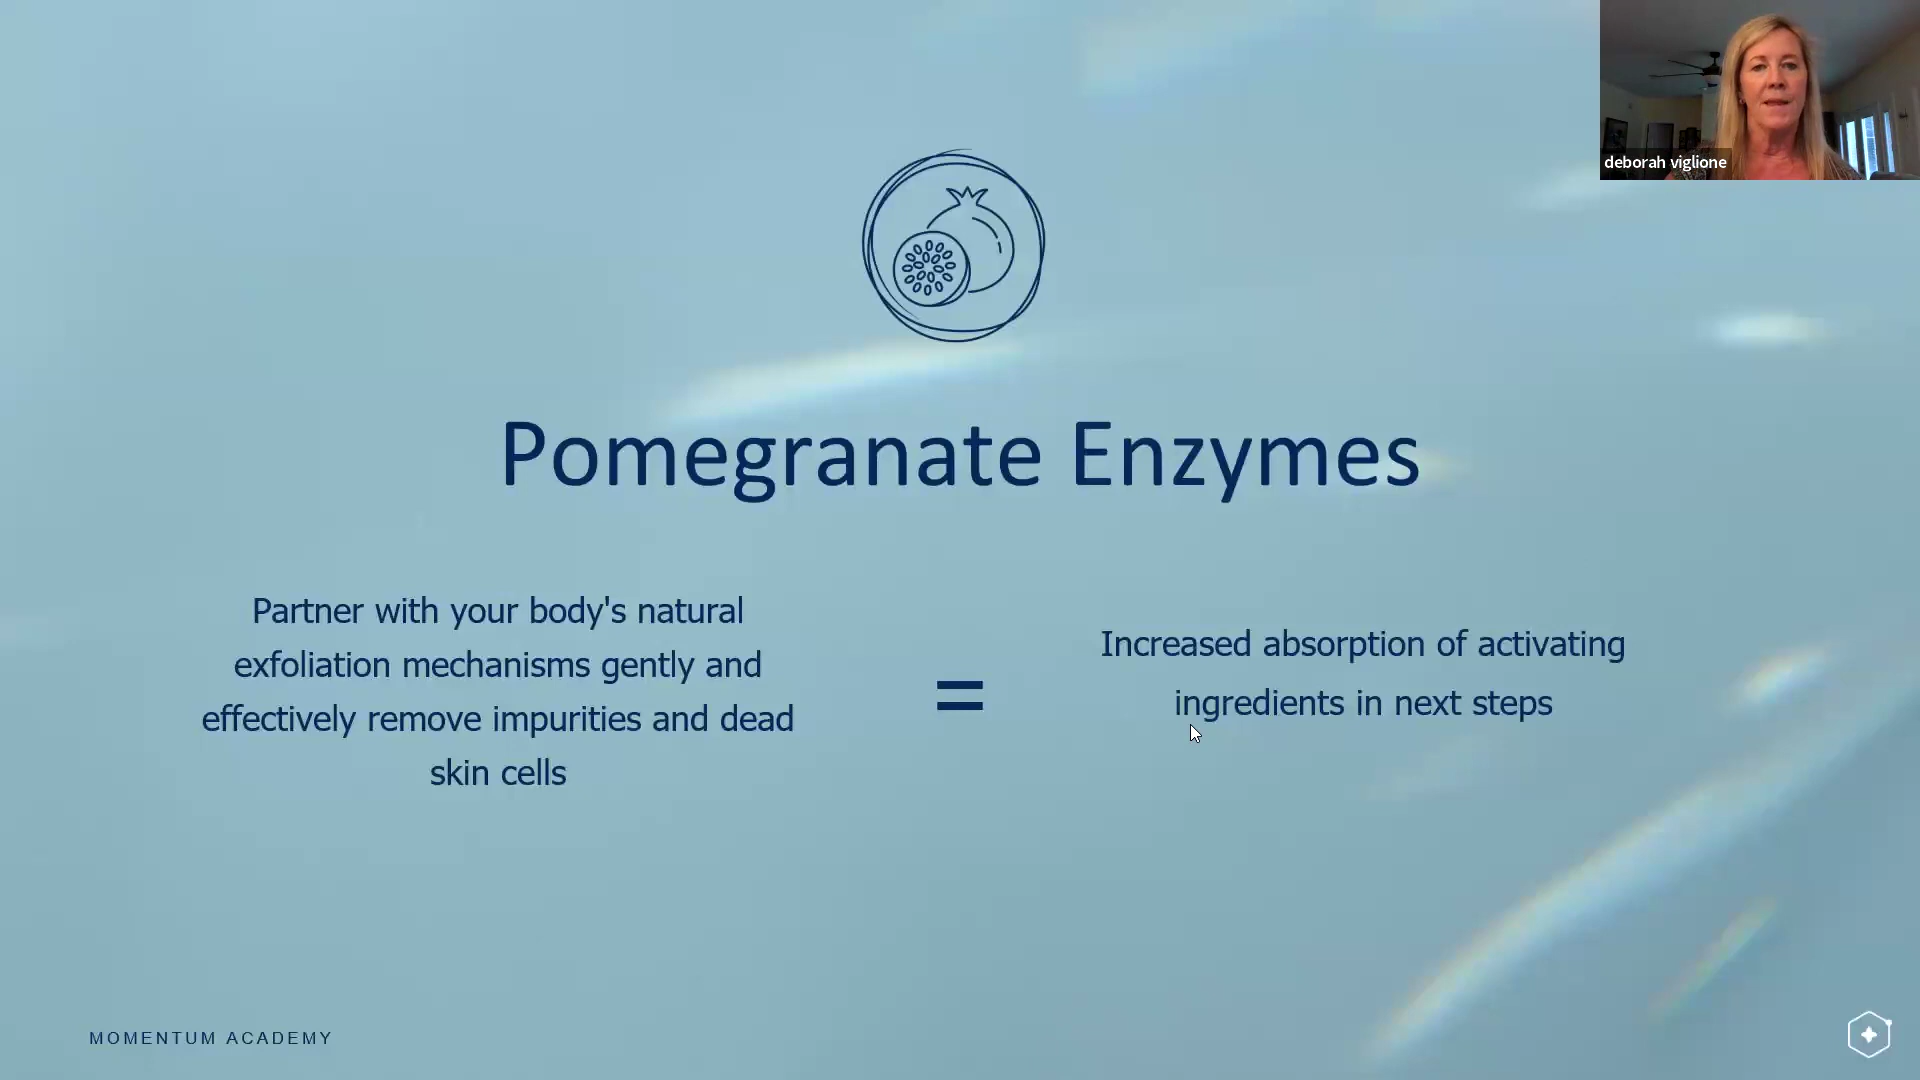 deborah viglione
Pomegranate Enzymes
Partner with your body's natural
exfoliation mechanisms gently and
effectively remove impurities and dead
skin cells
=
Increased absorption of activating
ingredients in next steps
MOMENTUM ACADEMY